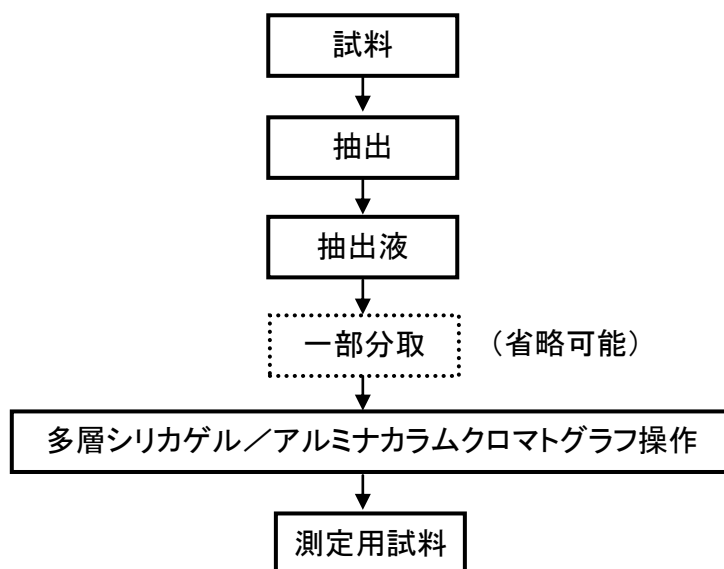 試料
抽出
抽出液
一部分取 （省略可能）
多層シリカゲル／アルミナカラムクロマトグラフ操作
測定用試料